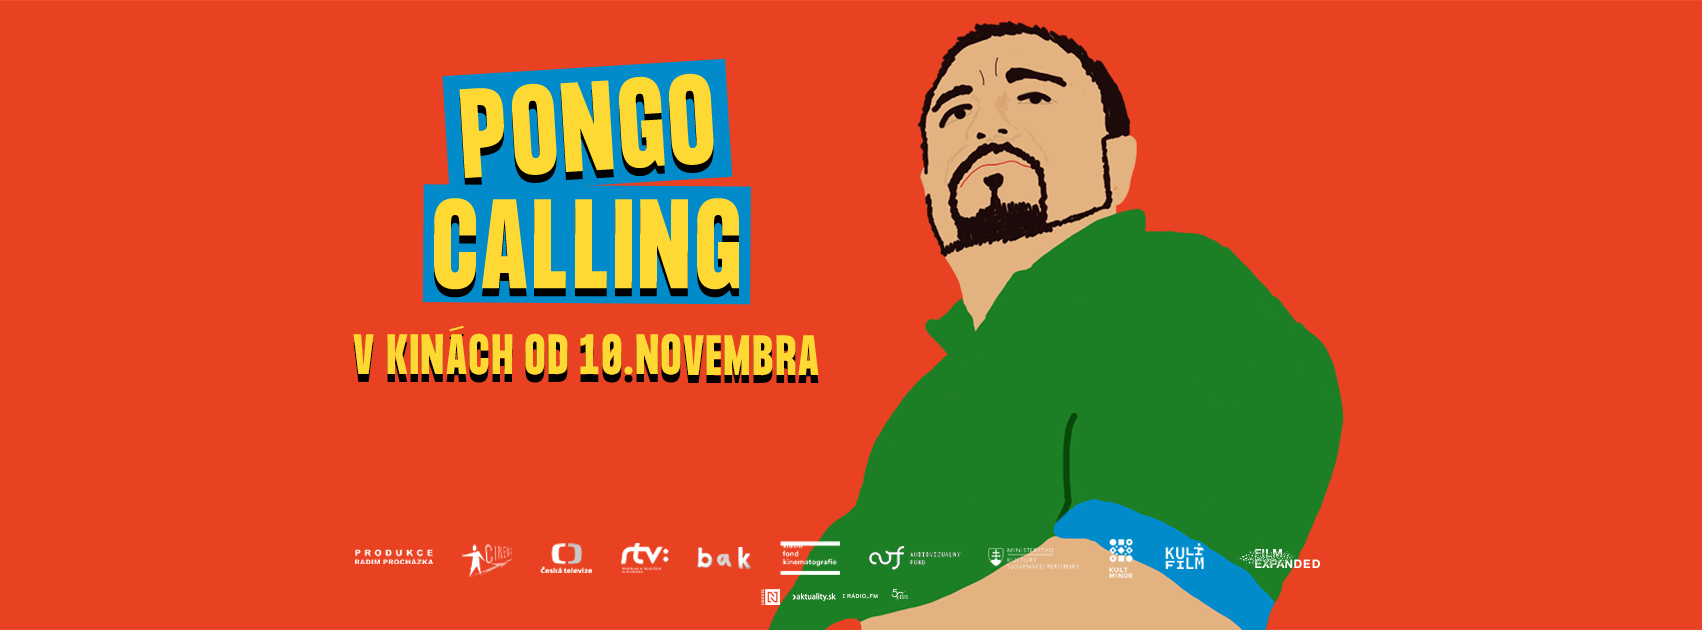 PONGO
CALLING
V KINÁCH OD 10.NOVEMBRA
PRODUKCE
RADIM PROCHÁZKA
Česká televize
rtv:
bak
fond
kinematografie
avf
AUDIOVIZUÁLNY
FOND
MINISTERSTVO
KULTÚRY
SLOVENSKEJ REPUBLIKY
KULT
MINOR
KULT
FILM
FILM
EXPANDED
N
aktuality.sk
RÁDIO_FM